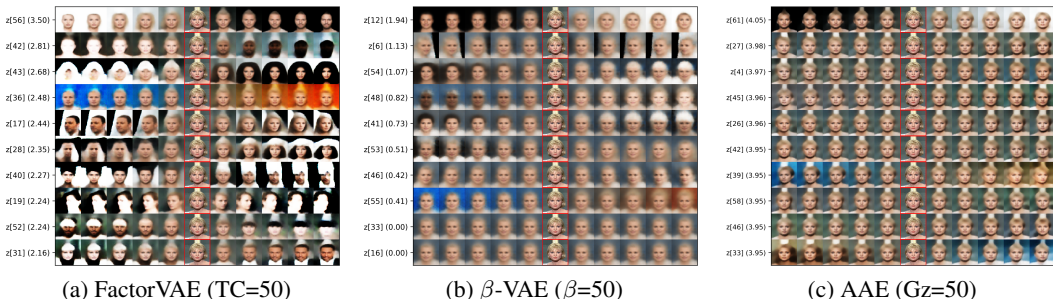 z[56] (3.50)
z[42] (2.81)
z[43] (2.68)
z[36] (2.48)
z[17] (2.44)
z[28] (2.35)
z[40] (2.27)
z[19] (2.24)
z[52] (2.24)
z[31] (2.16)
(a) FactorVAE (TC=50)
z[12] (1.94)
z[6] (1.13)
z[54] (1.07)
z[48] (0.82)
z[41] (0.73)
z[53] (0.51)
z[46] (0.42)
z[55] (0.41)
z[33] (0.00)
z[16] (0.00)
(b) β-VAE (β=50)
z[61] (4.05)
z[27] (3.98)
z[4] (3.97)
z[45] (3.96)
z[26] (3.96)
z[42] (3.95)
z[39] (3.95)
z[58] (3.95)
z[46] (3.95)
z[33] (3.95)
(c) AAE (Gz=50)